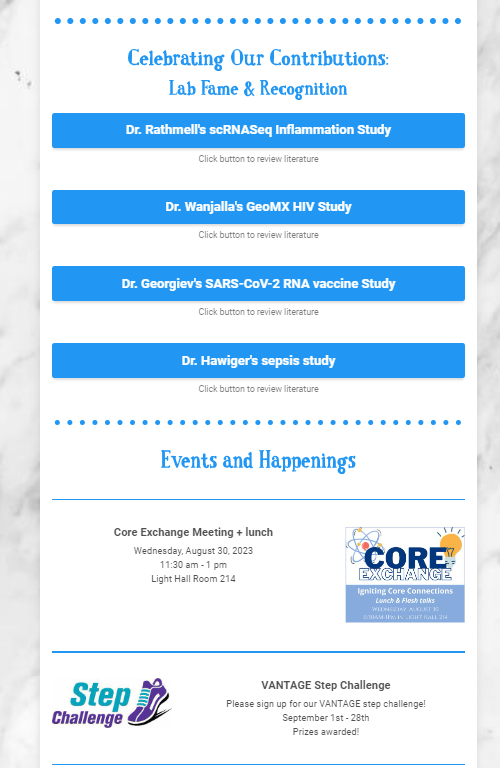 Celebrating Our Contributions:
Lab Fame & Recognition
Dr. Rathmell's scRNASeq Inflammation Study
Click button to review literature
Dr. Wanjalla's GeoMX HIV Study
Click button to review literature
Dr. Georgiev's SARS-CoV-2 RNA vaccine Study
Click button to review literature
Dr. Hawiger's sepsis study
Click button to review literature
Events and Happenings
Core Exchange Meeting + lunch
Wednesday, August 30, 2023
11:30 am - 1 pm
Light Hall Room 214
CORE
EXCHANGE
Igniting Core Connections
Lunch & Flash talks
WEDNESDAY, AUGUST 30
11:30AM-1PM IN LIGHT HALL 214
Step
Challenge
VANTAGE Step Challenge
Please sign up for our VANTAGE step challenge!
September 1st - 28th
Prizes awarded!